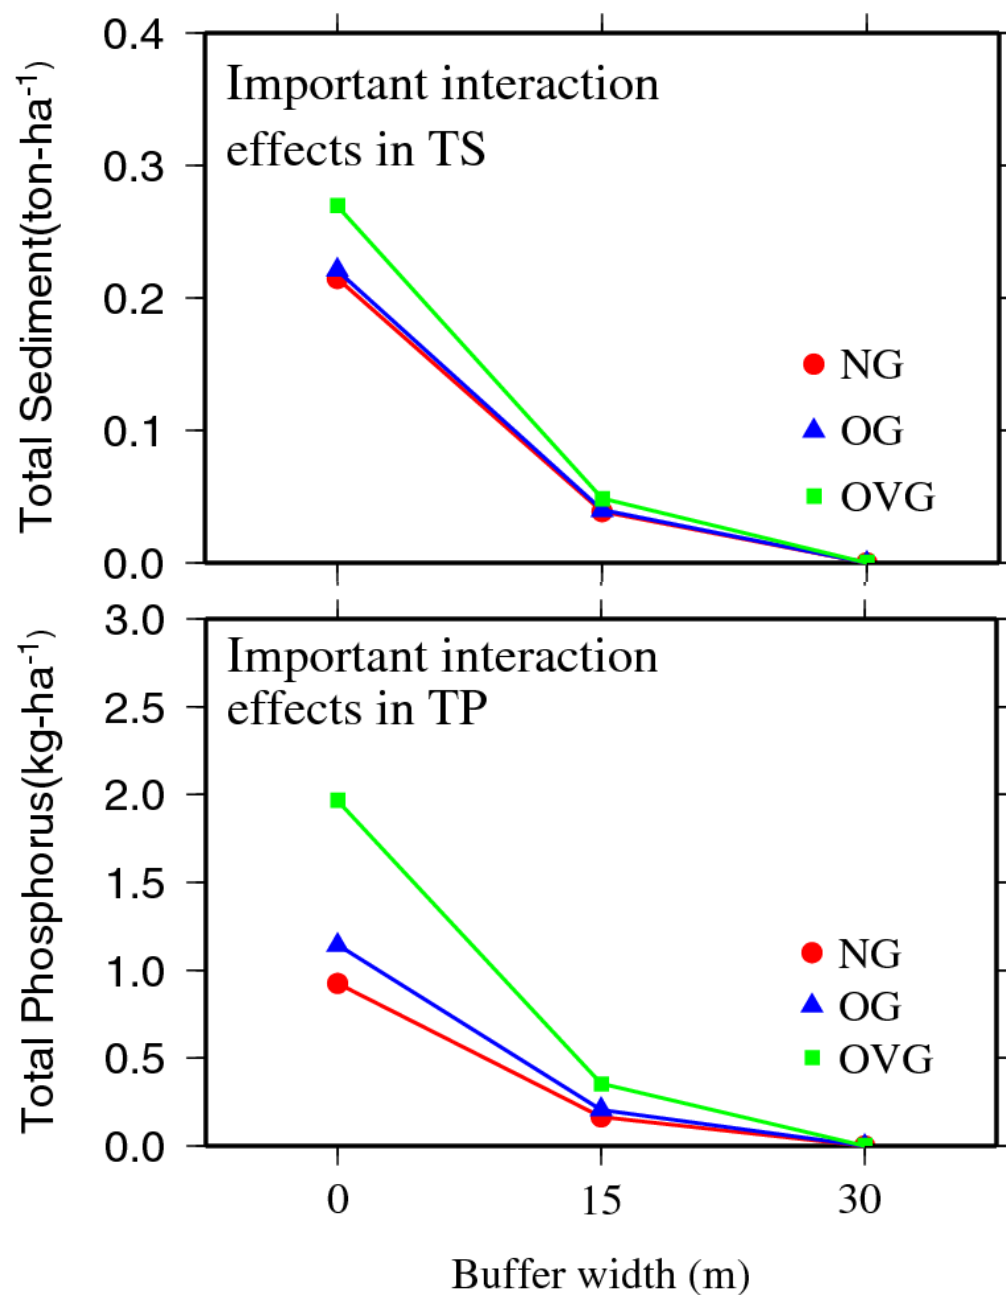 0.4
0.3
0.2
0.1
0.0
Total Sediment(ton-ha-1)
Important interaction
effects in TS
NG
OG
OVG
3.0
2.5
2.0
1.5
1.0
0.5
0.0
Total Phosphorus(kg-ha-1)
Important interaction
effects in TP
NG
OG
OVG
0 15 30
Buffer width (m)